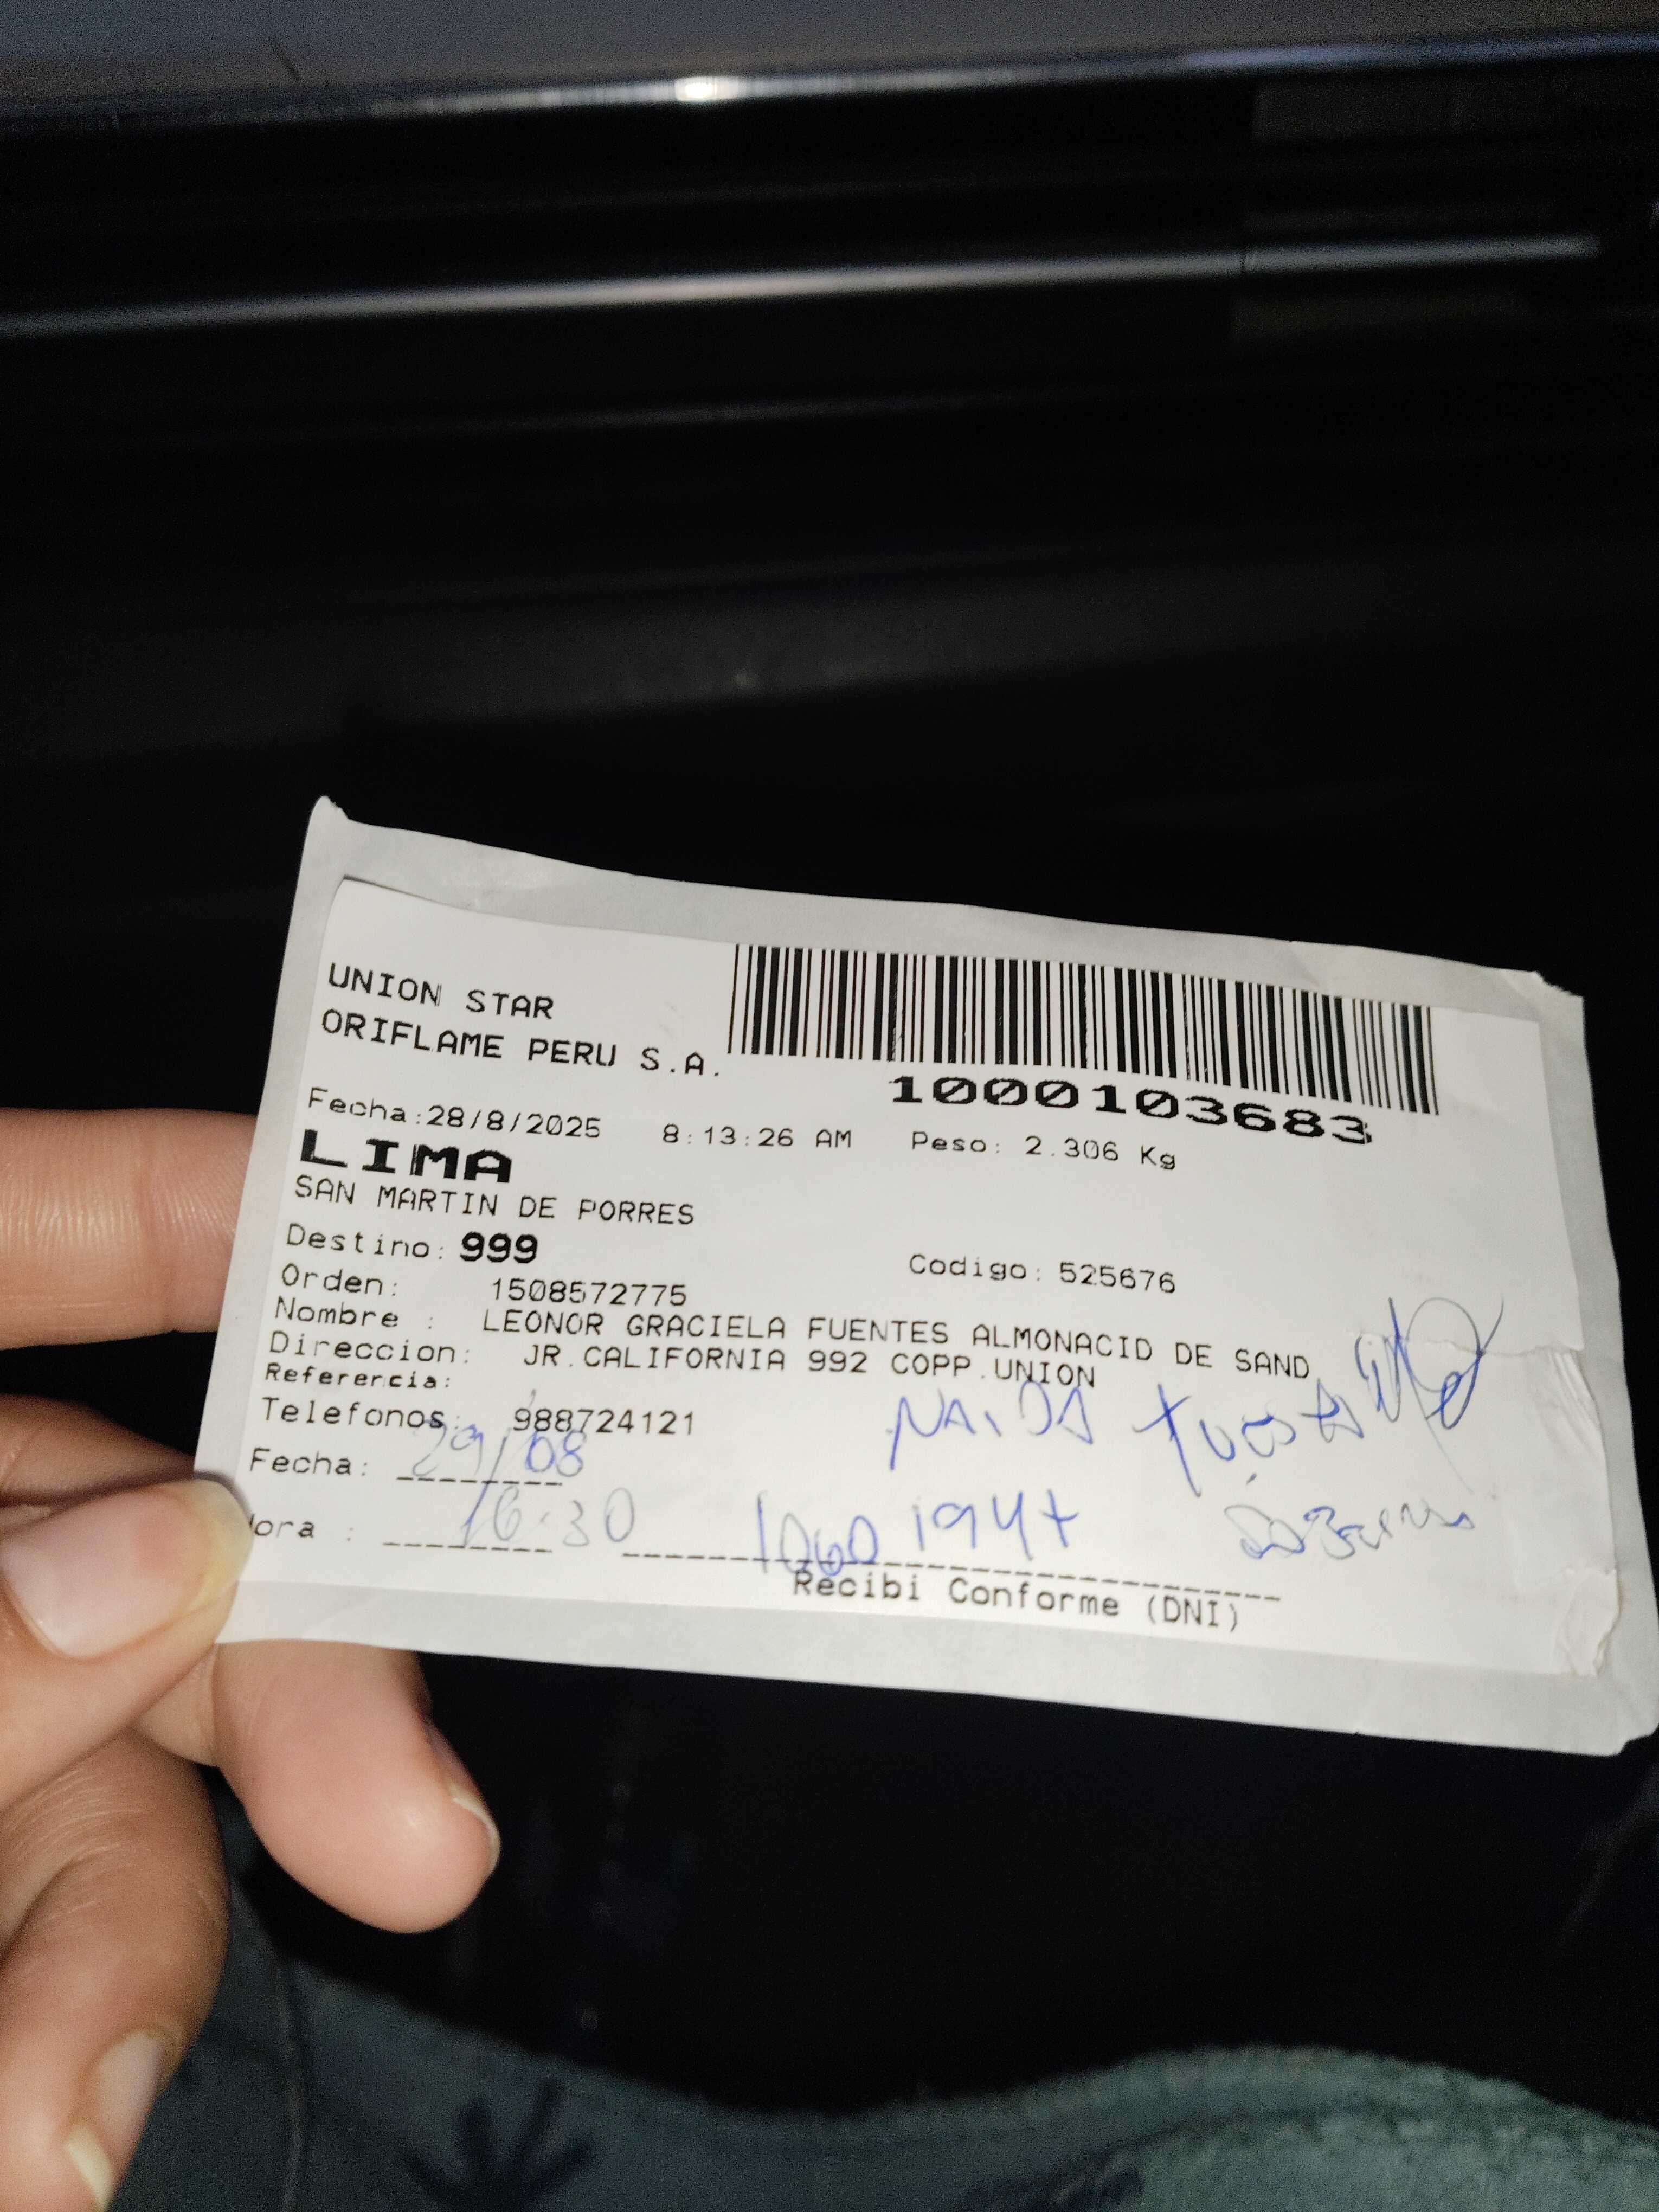 UNION STAR
ORIFLAME PERU S.A.
1000103683
Fecha:28/8/2025 8:13:26 AM Peso: 2.306 Kg
LIMA
SAN MARTIN DE PORRES
Destino: 999 Codigo: 525676
Orden: 1508572775
Nombre : LEONOR GRACIELA FUENTES ALMONACID DE SAND
Direccion: JR.CALIFORNIA 992 COPP.UNION
Referencia:
Telefonos: 988724121
NAIDA
Fecha: 29/08
ora : 16:30
Recibi Conforme (DNI)